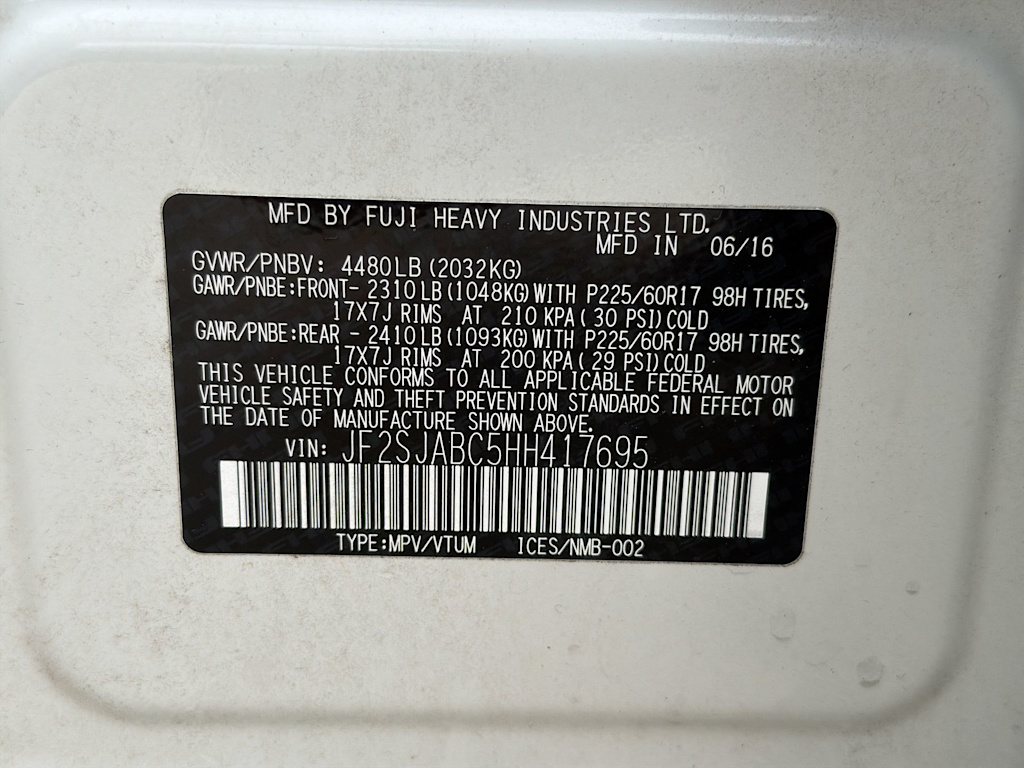 MFD BY FUJI HEAVY INDUSTRIES LTD.
MFD IN 06/16
GVWR/PNBV: 4480LB (2032KG)
GAWR/PNBE:FRONT- 2310LB (1048KG) WITH P225/60R17 98H TIRES,
17X7J RIMS AT 210 KPA (30 PSI) COLD
GAWR/PNBE:REAR - 2410LB (1093KG) WITH P225/60R17 98H TIRES,
17X7J RIMS AT 200 KPA (29 PSI) COLD
THIS VEHICLE CONFORMS TO ALL APPLICABLE FEDERAL MOTOR
VEHICLE SAFETY AND THEFT PREVENTION STANDARDS IN EFFECT ON
THE DATE OF MANUFACTURE SHOWN ABOVE.
VIN: JF2SJABC5HH417695
TYPE:MPV/VTUM ICES/NMB-002